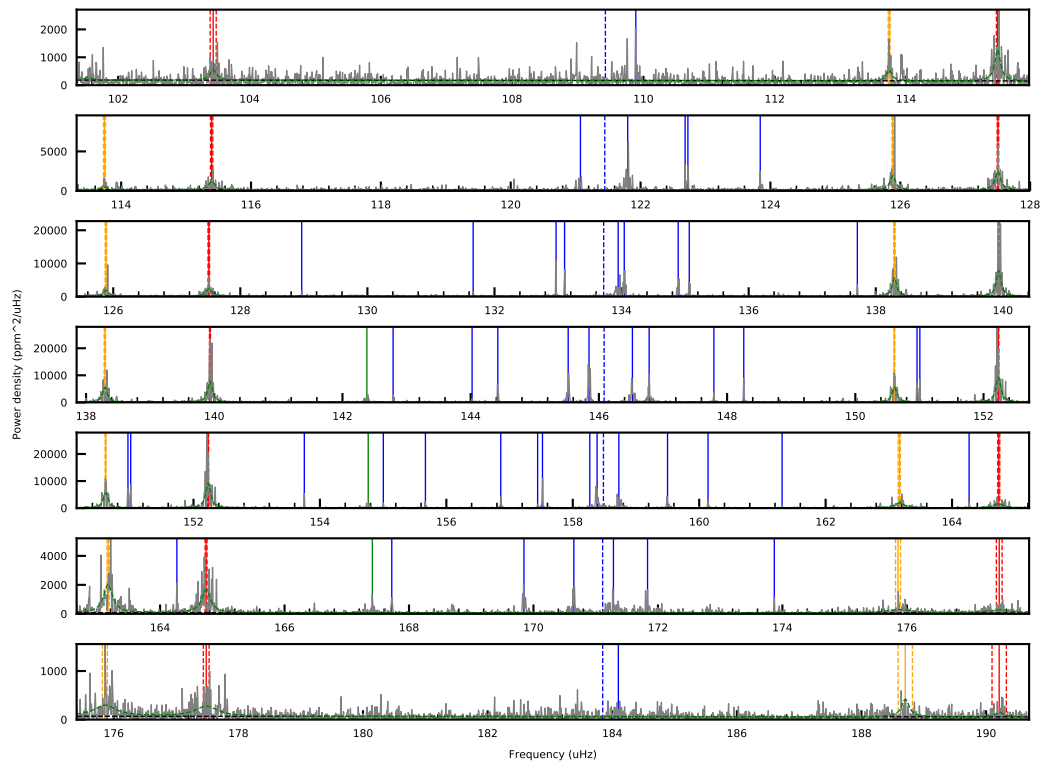 2000
1000
0
102 104 106 108 110 112 114
5000
0
114 116 118 120 122 124 126 128
20000
10000
0
126 128 130 132 134 136 138 140
Power density (ppm^2/uHz)
20000
10000
0
138 140 142 144 146 148 150 152
20000
10000
0
152 154 156 158 160 162 164
4000
2000
0
164 166 168 170 172 174 176
1000
0
176 178 180 182 184 186 188 190
Frequency (uHz)